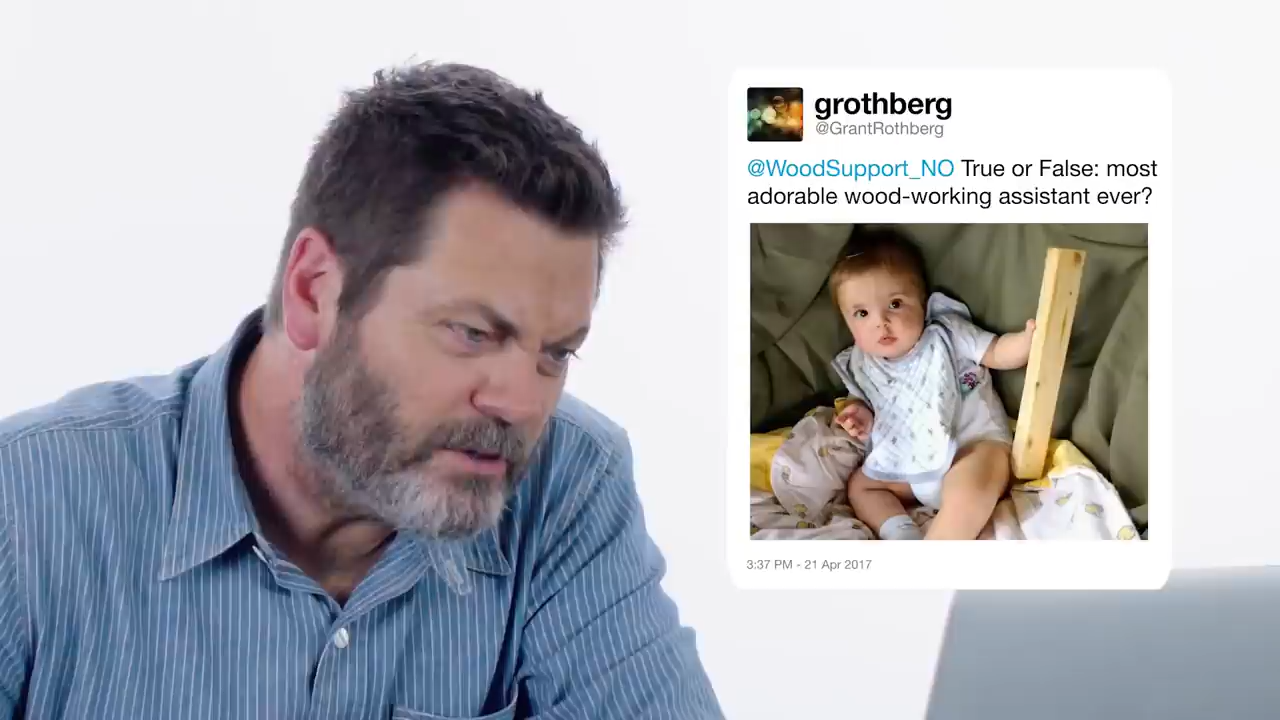 grothberg
@GrantRothberg
@WoodSupport_NO True or False: most
adorable wood-working assistant ever?
3:37 PM - 21 Apr 2017